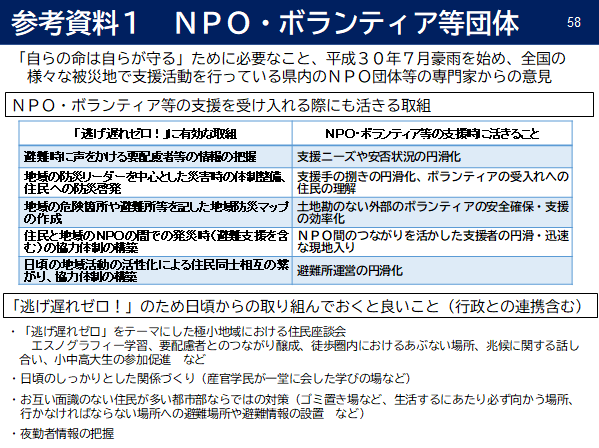 参考資料１　ＮＰＯ・ボランティア等団体
58
「自らの命は自らが守る」ために必要なこと、平成３０年７月豪雨を始め、全国の
様々な被災地で支援活動を行っている県内のＮＰＯ団体等の専門家からの意見
ＮＰＯ・ボランティア等の支援を受け入れる際にも活きる取組
「逃げ遅れゼロ！」に有効な取組
ＮＰＯ・ボランティア等の支援時に活きること
避難時に声をかける要配慮者等の情報の把握
支援ニーズや安否状況の円滑化
地域の防災リーダーを中心とした災害時の体制整備、
住民への防災啓発
支援手の捌きの円滑化、ボランティアの受入れへの
住民の理解
地域の危険箇所や避難所等を記した地域防災マップ
の作成
土地勘のない外部のボランティアの安全確保・支援
の効率化
住民と地域のＮＰＯの間での発災時（避難支援を含
む）の協力体制の構築
ＮＰＯ間のつながりを活かした支援者の円滑・迅速
な現地入り
日頃の地域活動の活性化による住民同士相互の繋
がり、協力体制の構築
避難所運営の円滑化
「逃げ遅れゼロ！」のため日頃からの取り組んでおくと良いこと（行政との連携含む）
・「逃げ遅れゼロ」をテーマにした極小地域における住民座談会
エスノグラフィー学習、要配慮者とのつながり醸成、徒歩圏内におけるあぶない場所、兆候に関する話し
合い、小中高大生の参加促進　など
・日頃のしっかりとした関係づくり（産官学民が一堂に会した学びの場など）
・お互い面識のない住民が多い都市部ならではの対策（ゴミ置き場など、生活するにあたり必ず向かう場所、
行かなければならない場所への避難場所や避難情報の設置　など）
・夜勤者情報の把握